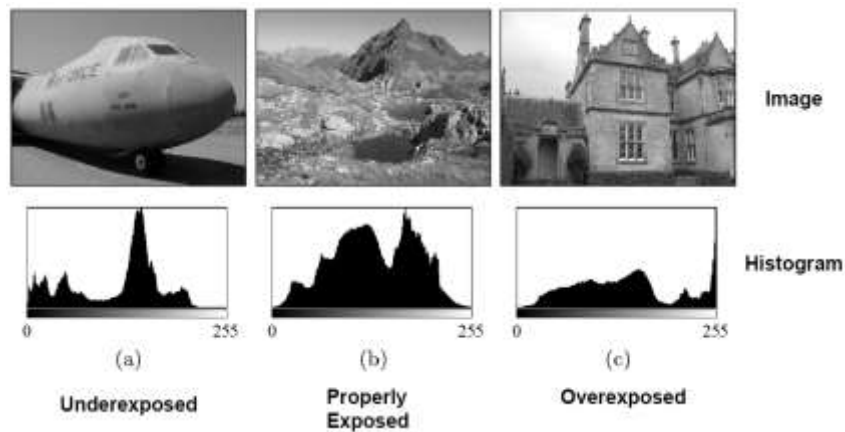 Image
Histogram
0 255 0 255 0 255
(a) (b) (c)
Underexposed Properly Exposed Overexposed